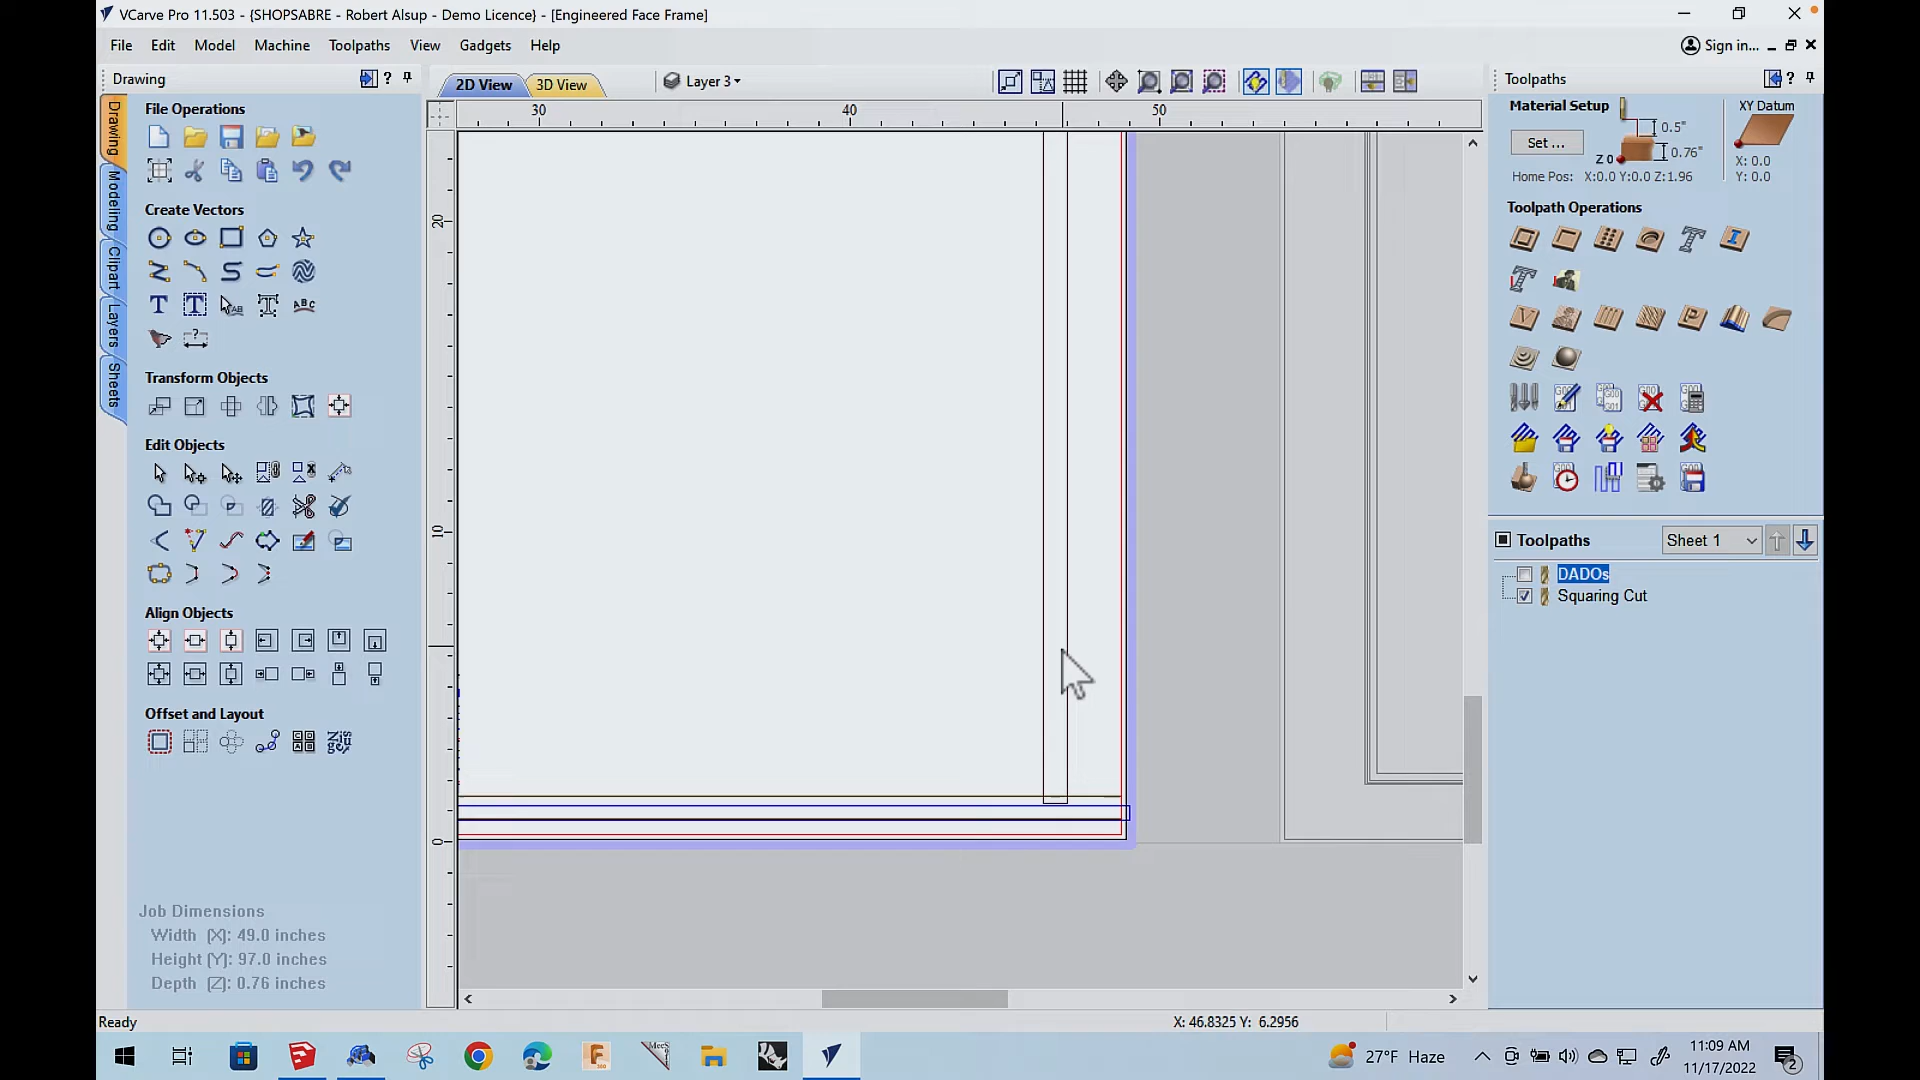 VCarve Pro 11.503 - {SHOPSABRE - Robert Alsup - Demo Licence} - [Engineered Face Frame]
File Edit Model Machine Toolpaths View Gadgets Help
Sign in...
Drawing
2D View
3D View
Layer 3
Toolpaths
File Operations
Create Vectors
Transform Objects
Edit Objects
Align Objects
Offset and Layout
Drawing
Modeling
Clipart
Layers
Sheets
30 40 50
20
10
0
Material Setup
XY Datum
Set ...
0.5"
Z 0
0.76"
X: 0.0
Y: 0.0
Home Pos: X:0.0 Y:0.0 Z:1.96
Toolpath Operations
Toolpaths
Sheet 1
DADOs
Squaring Cut
Job Dimensions
Width (X): 49.0 inches
Height (Y): 97.0 inches
Depth (Z): 0.76 inches
Ready
X: 46.8325 Y: 6.2956
27°F Haze
11:09 AM
11/17/2022
2